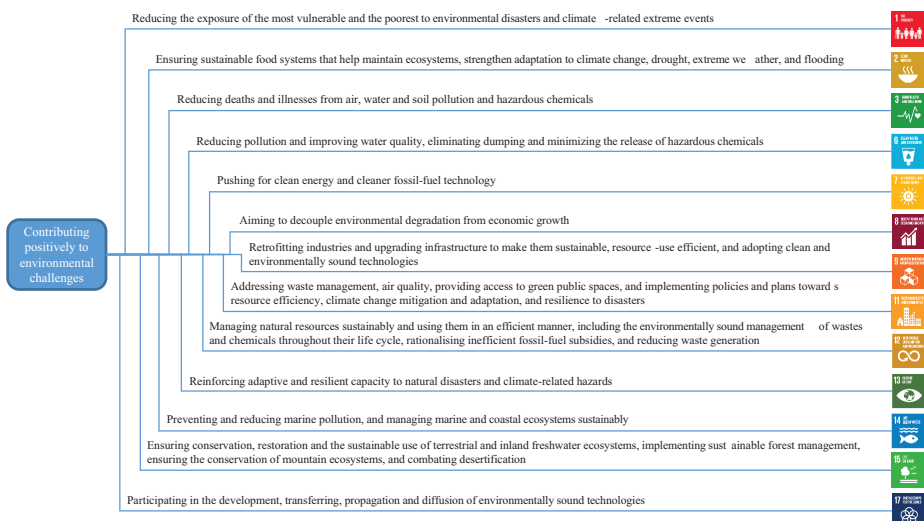 Reducing the exposure of the most vulnerable and the poorest to environmental disasters and climate -related extreme events
1
Ensuring sustainable food systems that help maintain ecosystems, strengthen adaptation to climate change, drought, extreme we ather, and flooding
2
Reducing deaths and illnesses from air, water and soil pollution and hazardous chemicals
3
Reducing pollution and improving water quality, eliminating dumping and minimizing the release of hazardous chemicals
6
Pushing for clean energy and cleaner fossil-fuel technology
7
Contributing
positively to
environmental
challenges
Aiming to decouple environmental degradation from economic growth
8
Retrofitting industries and upgrading infrastructure to make them sustainable, resource -use efficient, and adopting clean and
environmentally sound technologies
9
Addressing waste management, air quality, providing access to green public spaces, and implementing policies and plans toward s
resource efficiency, climate change mitigation and adaptation, and resilience to disasters
11
Managing natural resources sustainably and using them in an efficient manner, including the environmentally sound management of wastes
and chemicals throughout their life cycle, rationalising inefficient fossil-fuel subsidies, and reducing waste generation
12
Reinforcing adaptive and resilient capacity to natural disasters and climate-related hazards
13
Preventing and reducing marine pollution, and managing marine and coastal ecosystems sustainably
14
Ensuring conservation, restoration and the sustainable use of terrestrial and inland freshwater ecosystems, implementing sust ainable forest management,
ensuring the conservation of mountain ecosystems, and combating desertification
15
Participating in the development, transferring, propagation and diffusion of environmentally sound technologies
17